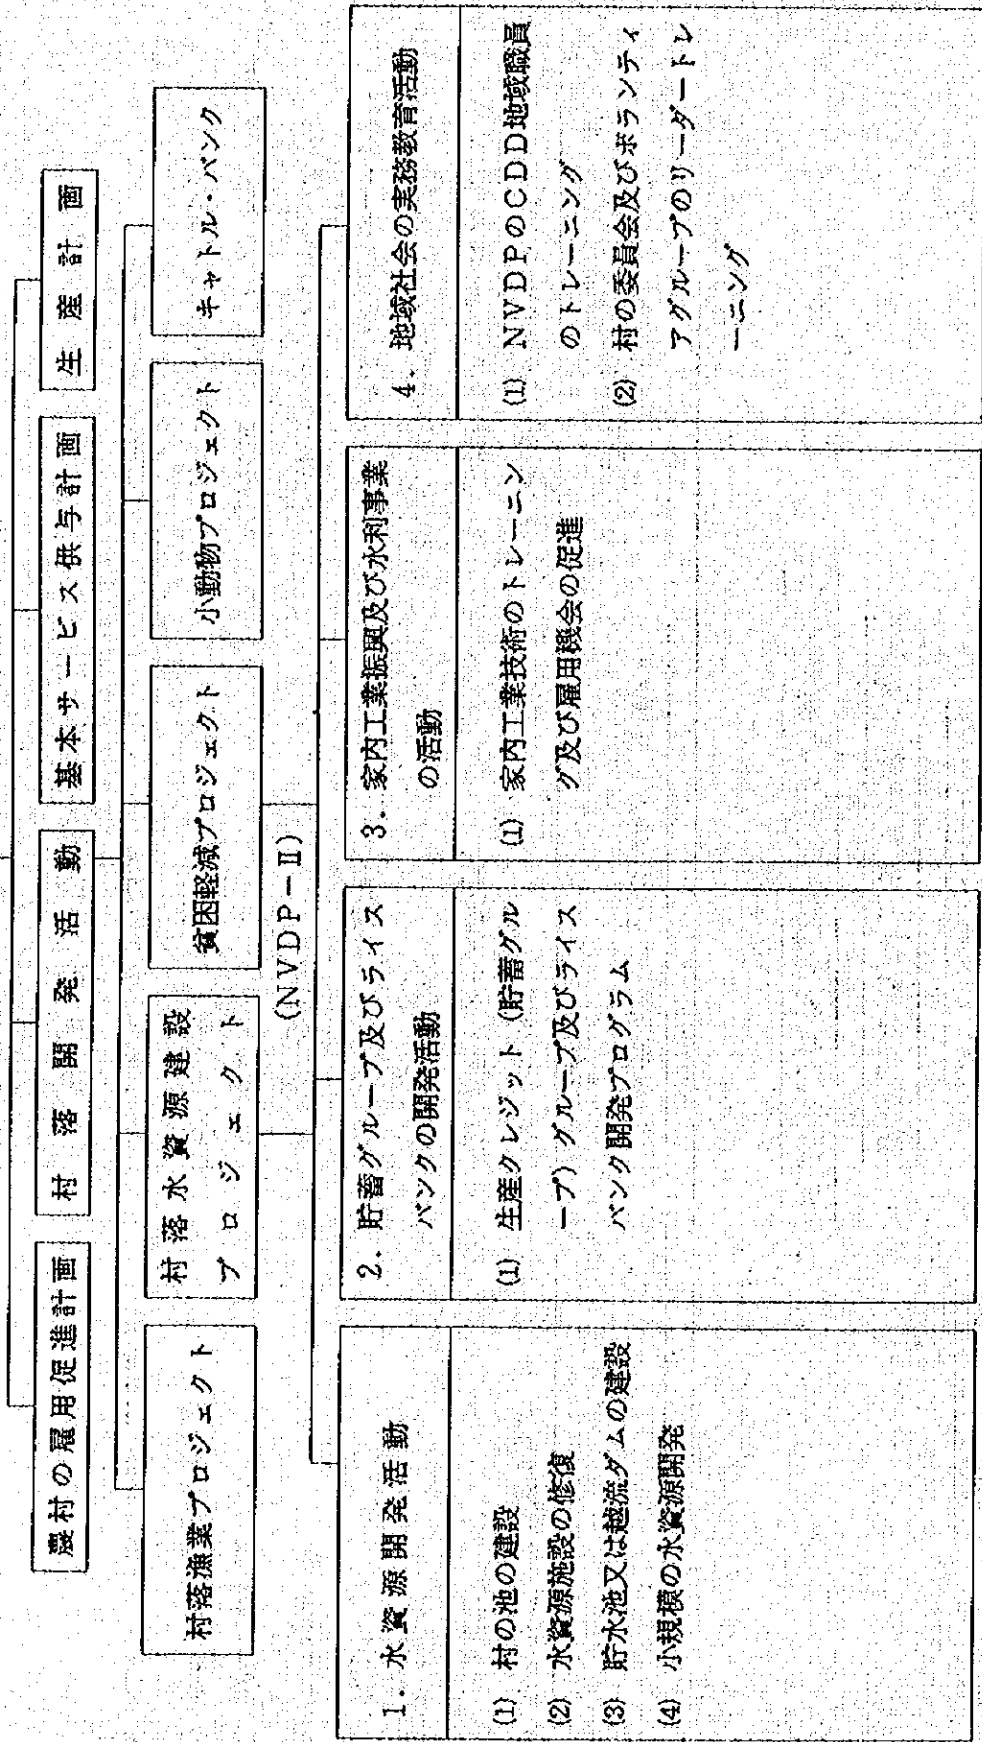 農村の雇用促進計画
村落開発活動
基本サービス供与計画
生産計画
村落漁業プロジェクト
村落水資源建設
プロジェクト
貧困軽減プロジェクト
小動物プロジェクト
キャトル・バンク
(NVDP-II)
1. 水資源開発活動
(1) 村の池の建設
(2) 水資源施設の修復
(3) 貯水池又は越流ダムの建設
(4) 小規模の水資源開発
2. 貯蓄グループ及びライス
バンクの開発活動
(1) 生産クレジット(貯蓄グル
ープ)グループ及びライス
バンク開発プログラム
3. 家内工業振興及び水利事業
の活動
(1) 家内工業技術のトレーニン
グ及び雇用機会の促進
4. 地域社会の実務教育活動
(1) NVDPのCDD地域職員
のトレーニング
(2) 村の委員会及びボランティ
アグループのリーダートレ
ーニング